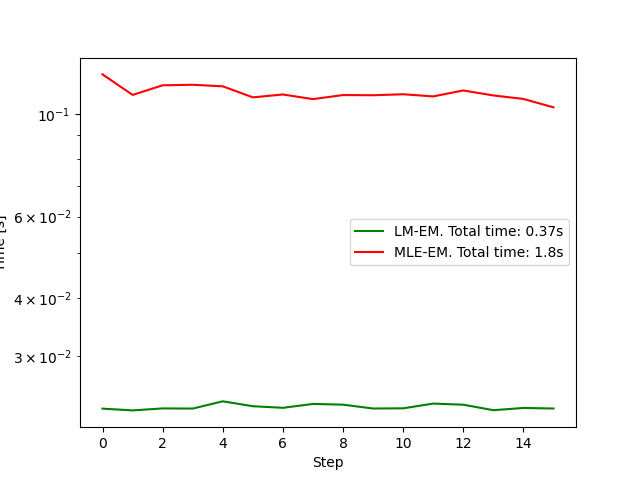 10⁻¹
6 × 10⁻²
4 × 10⁻²
3 × 10⁻²
LM-EM. Total time: 0.37s
MLE-EM. Total time: 1.8s
0 2 4 6 8 10 12 14
Step